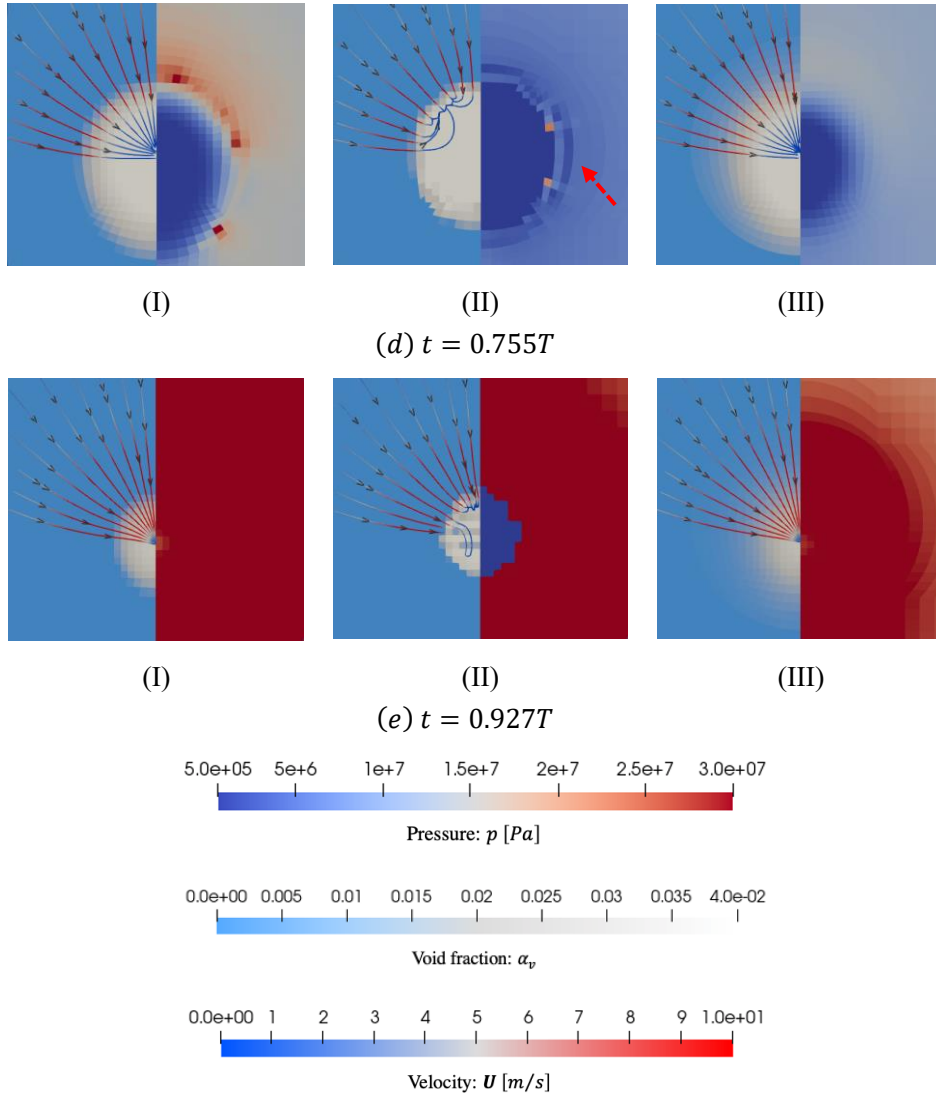 (I) (II) (III)
(d) t = 0.755T
(I) (II) (III)
(e) t = 0.927T
5.0e+05 5e+6 1e+7 1.5e+7 2e+7 2.5e+7 3.0e+07
Pressure: p [Pa]
0.0e+00 0.005 0.01 0.015 0.02 0.025 0.03 0.035 4.0e-02
Void fraction: αᵥ
0.0e+00 1 2 3 4 5 6 7 8 9 1.0e+01
Velocity: U [m/s]